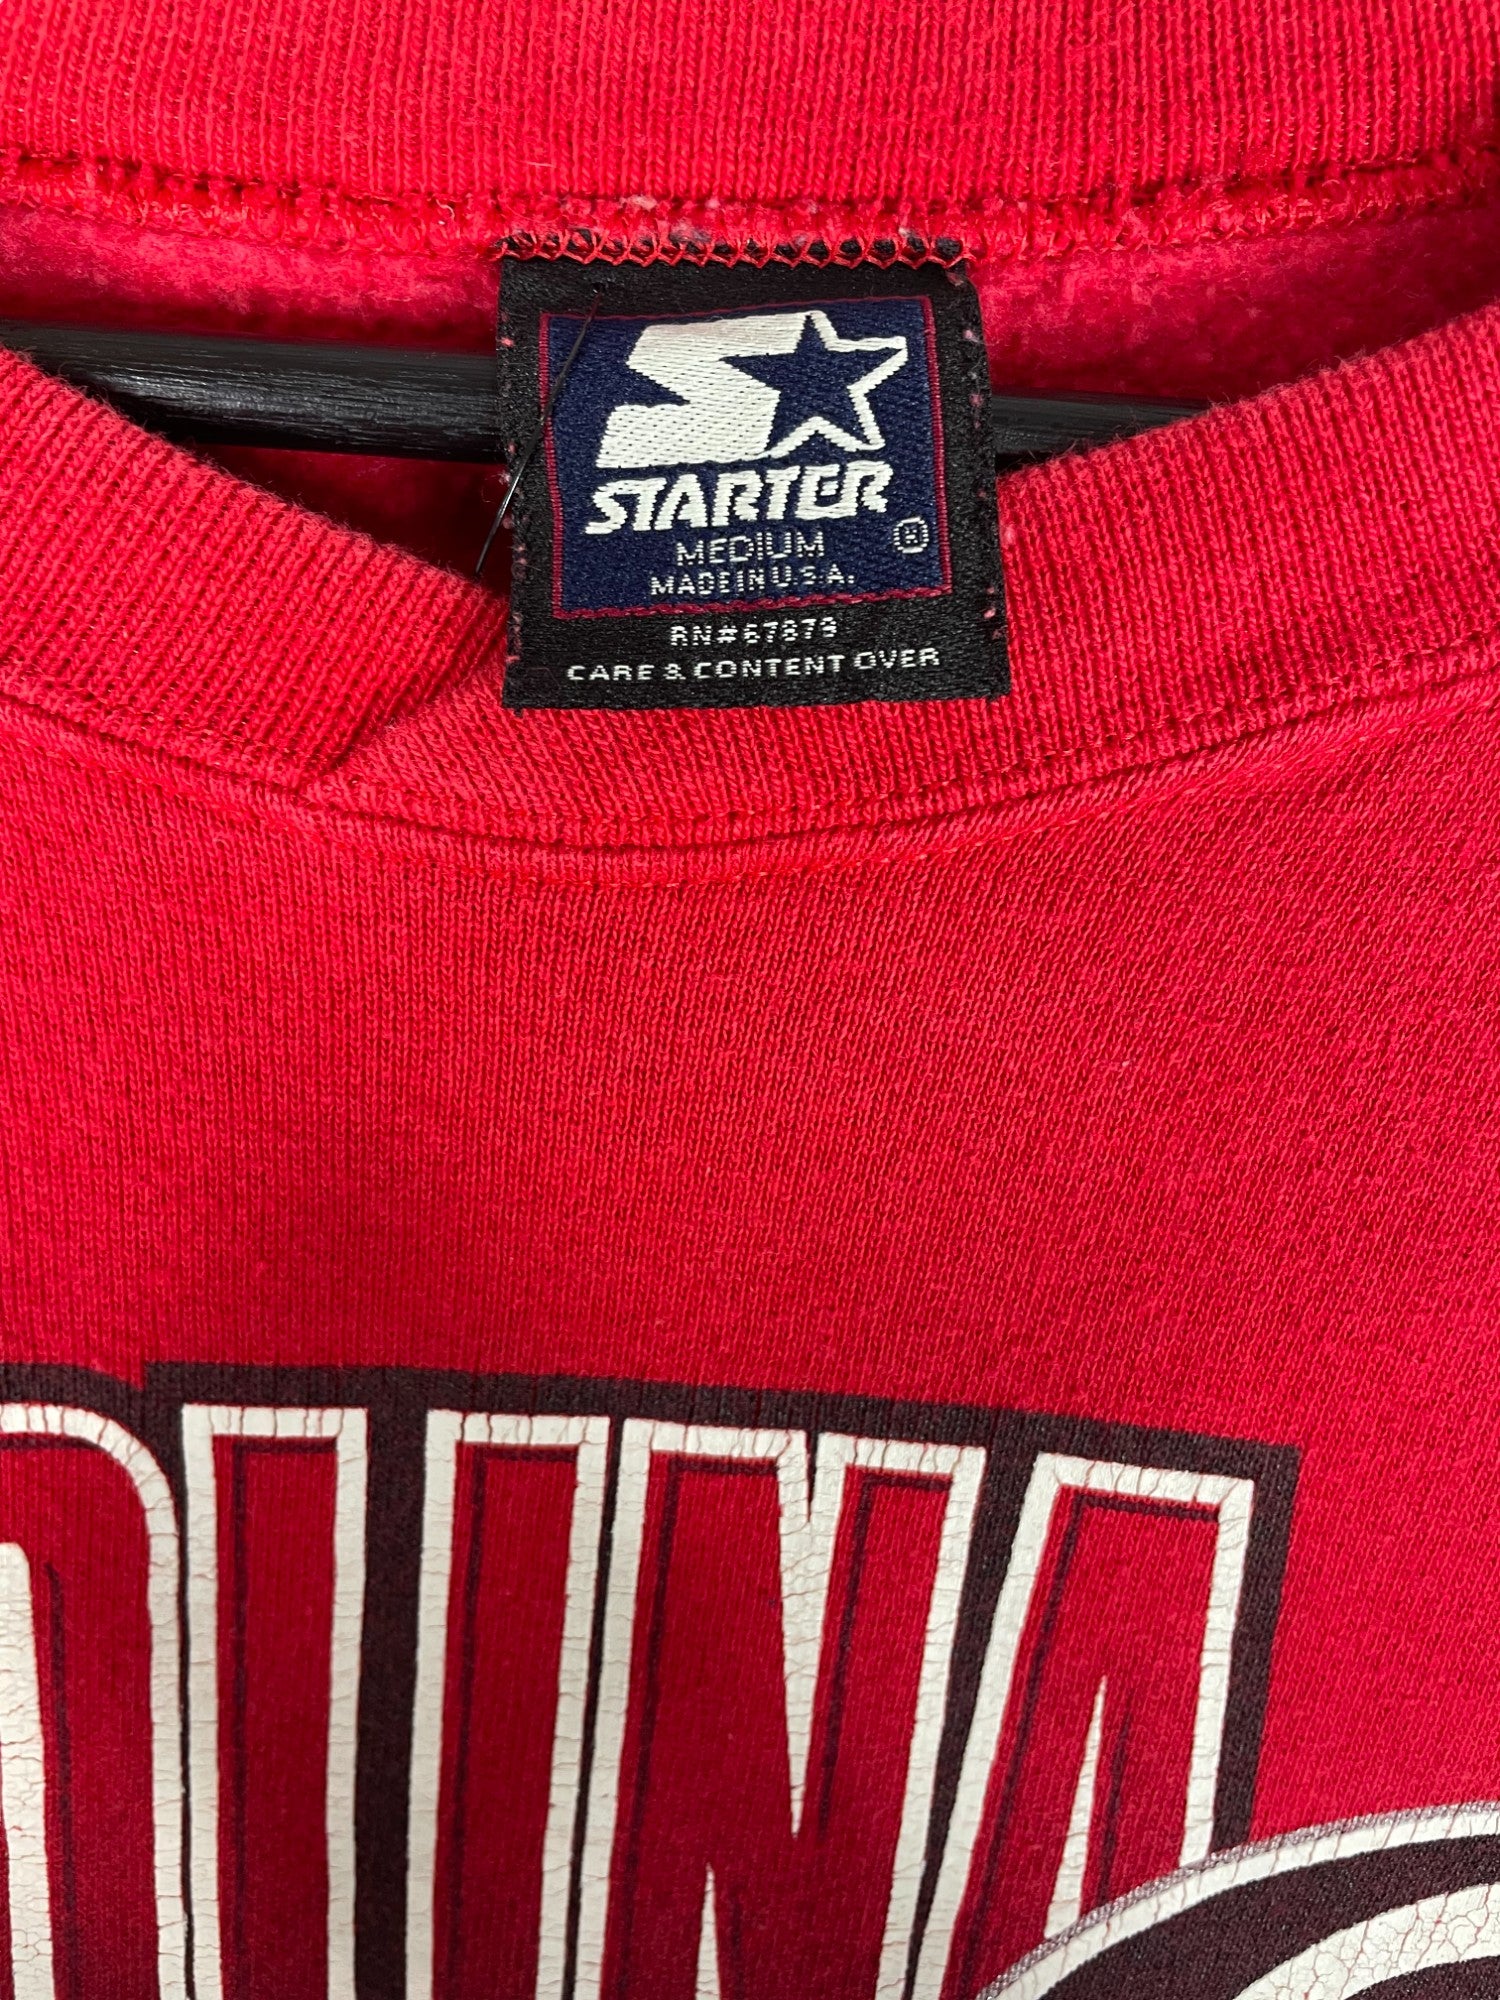 STARTER
MEDIUM ®
MADE IN U.S.A.
RN#67879
CARE & CONTENT OVER
OLINA